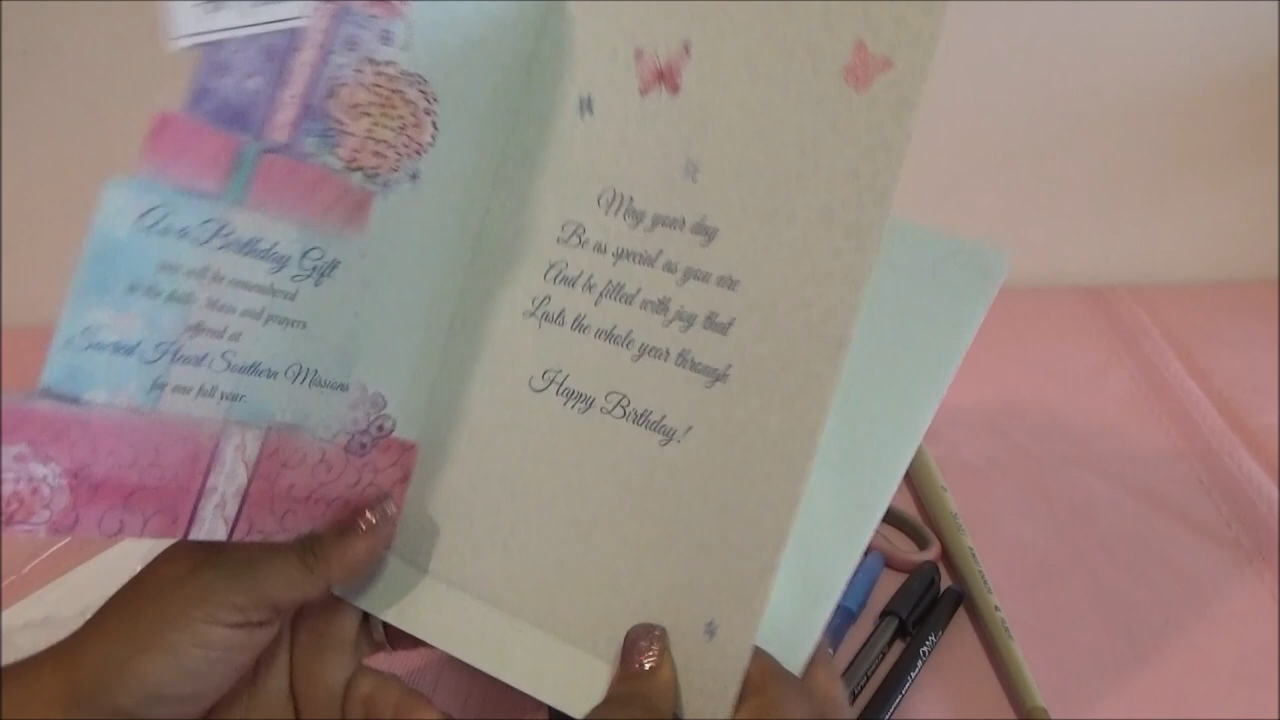 As a Birthday Gift
you will be remembered
in the daily Mass and prayers
offered at
Sacred Heart Southern Missions
for one full year.
May your day
Be as special as you are
And be filled with joy that
Lasts the whole year through
Happy Birthday!
ONYX